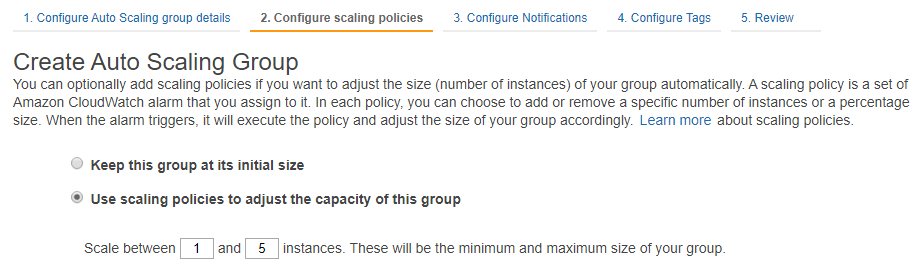 1. Configure Auto Scaling group details 2. Configure scaling policies 3. Configure Notifications 4. Configure Tags 5. Review
Create Auto Scaling Group
You can optionally add scaling policies if you want to adjust the size (number of instances) of your group automatically. A scaling policy is a set of
Amazon CloudWatch alarm that you assign to it. In each policy, you can choose to add or remove a specific number of instances or a percentage
size. When the alarm triggers, it will execute the policy and adjust the size of your group accordingly. Learn more about scaling policies.
Keep this group at its initial size
Use scaling policies to adjust the capacity of this group
Scale between 1 and 5 instances. These will be the minimum and maximum size of your group.